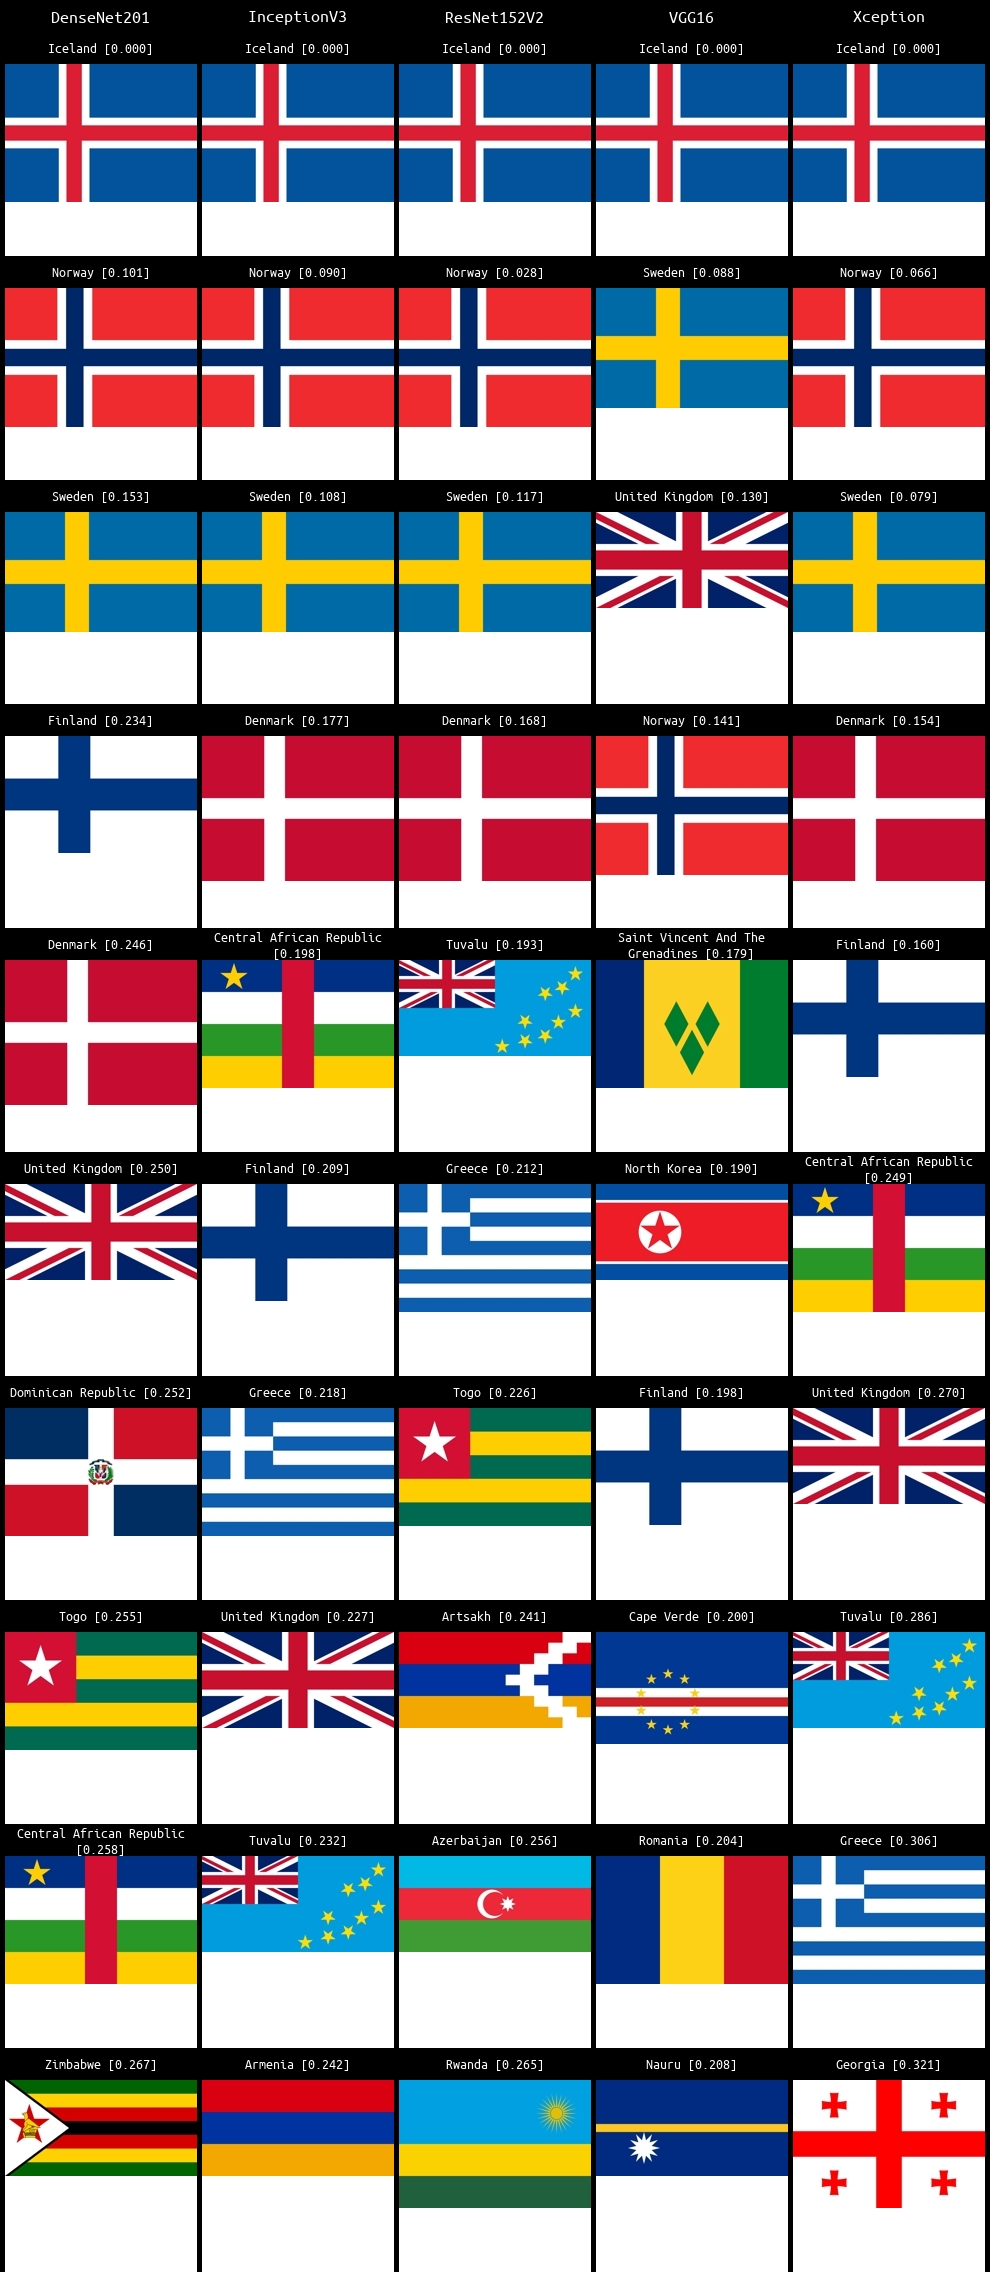 DenseNet201 InceptionV3 ResNet152V2 VGG16 Xception
Iceland [0.000] Iceland [0.000] Iceland [0.000] Iceland [0.000] Iceland [0.000]
Norway [0.101] Norway [0.090] Norway [0.028] Sweden [0.088] Norway [0.066]
Sweden [0.153] Sweden [0.108] Sweden [0.117] United Kingdom [0.130] Sweden [0.079]
Finland [0.234] Denmark [0.177] Denmark [0.168] Norway [0.141] Denmark [0.154]
Denmark [0.246] Central African Republic
[0.198] Tuvalu [0.193] Saint Vincent And The
Grenadines [0.179] Finland [0.160]
United Kingdom [0.250] Finland [0.209] Greece [0.212] North Korea [0.190] Central African Republic
[0.249]
Dominican Republic [0.252] Greece [0.218] Togo [0.226] Finland [0.198] United Kingdom [0.270]
Togo [0.255] United Kingdom [0.227] Artsakh [0.241] Cape Verde [0.200] Tuvalu [0.286]
Central African Republic
[0.258] Tuvalu [0.232] Azerbaijan [0.256] Romania [0.204] Greece [0.306]
Zimbabwe [0.267] Armenia [0.242] Rwanda [0.265] Nauru [0.208] Georgia [0.321]